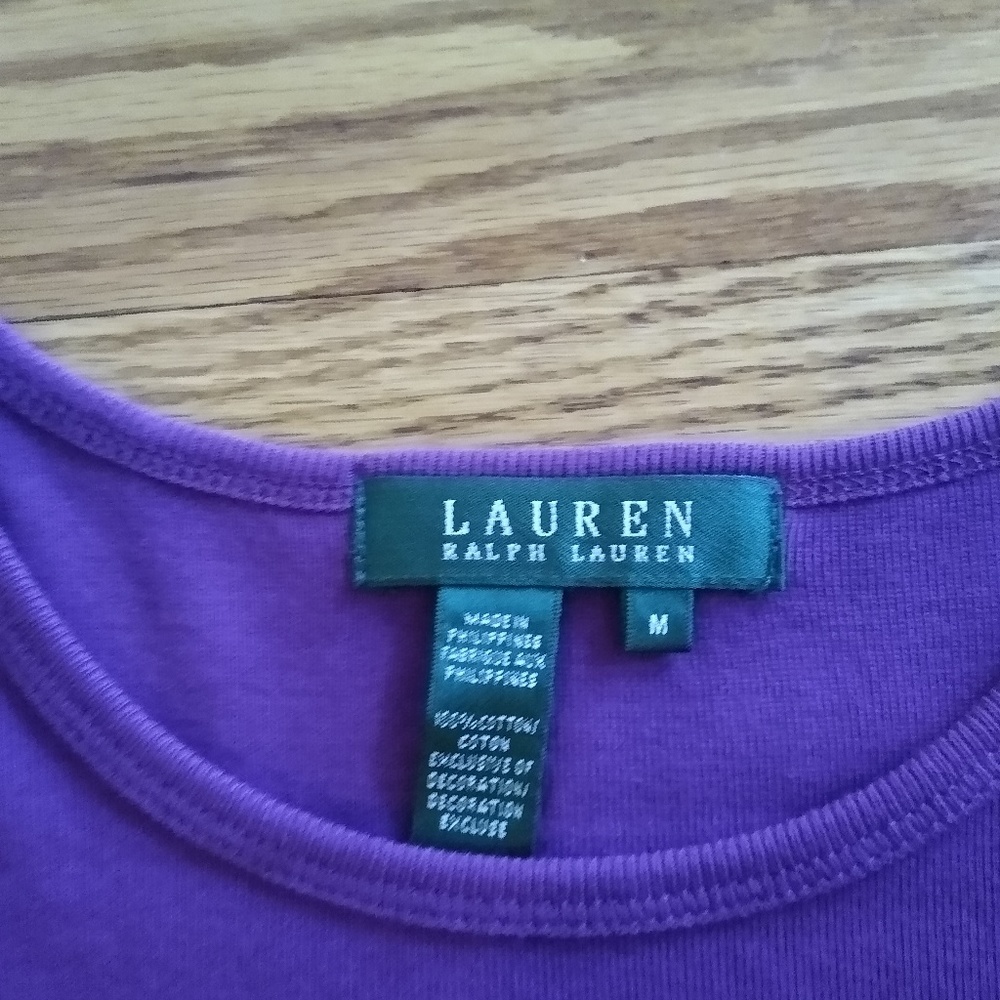 LAUREN
RALPH LAUREN
M
MADE IN
PHILIPPINES
FABRIQUE AUX
PHILIPPINES
100% COTTON/
COTON
EXCLUSIVE OF
DECORATION/
DECORATION
EXCLUSE